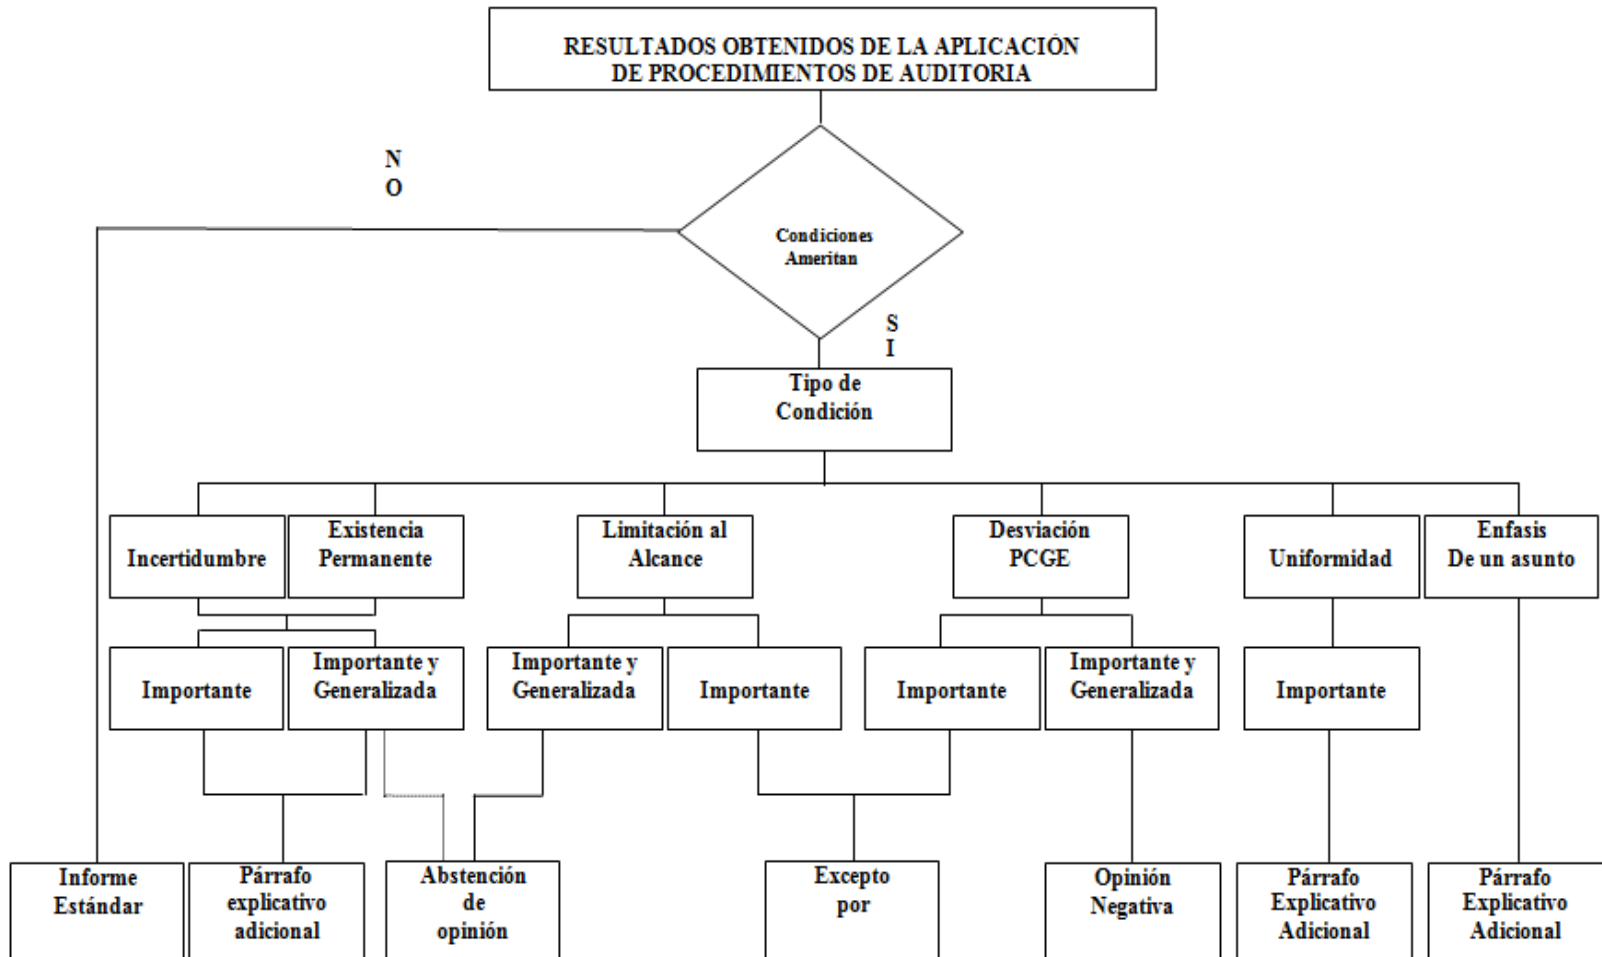 RESULTADOS OBTENIDOS DE LA APLICACIÓN
DE PROCEDIMIENTOS DE AUDITORIA
N
O
Condiciones
Ameritan
S
I
Tipo de
Condición
Incertidumbre
Existencia
Permanente
Limitación al
Alcance
Desviación
PCGE
Uniformidad
Enfasis
De un asunto
Importante
Importante y
Generalizada
Importante y
Generalizada
Importante
Importante
Importante y
Generalizada
Importante
Informe
Estándar
Párrafo
explicativo
adicional
Abstención
de
opinión
Excepto
por
Opinión
Negativa
Párrafo
Explicativo
Adicional
Párrafo
Explicativo
Adicional